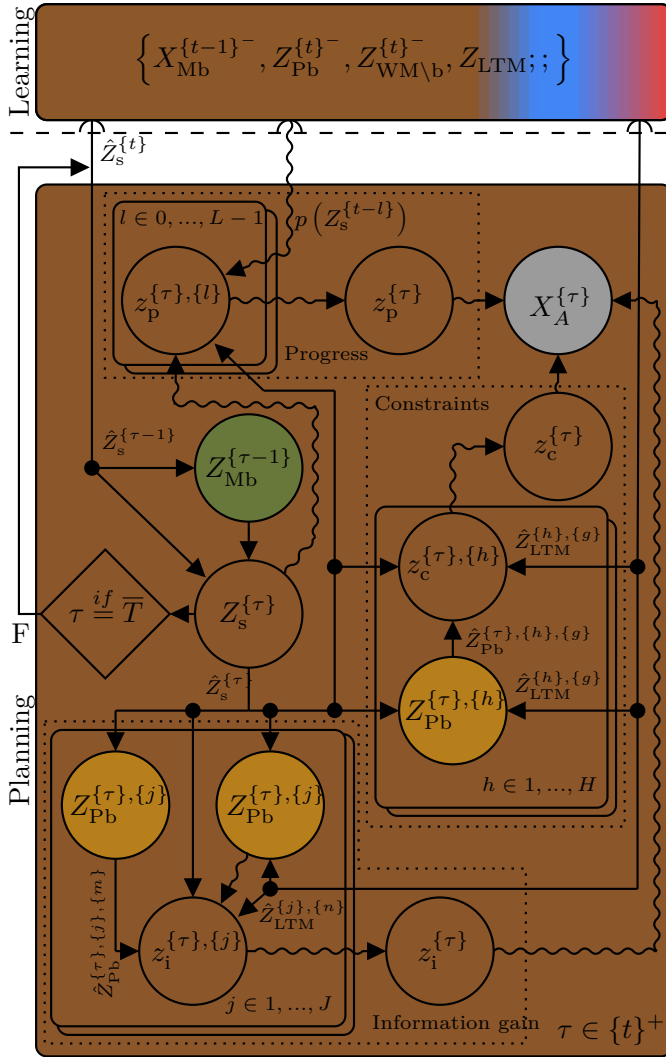 Learning
{X_Mb^{t-1}^-, Z_Pb^{t}^-, Z_WM\b^{t}^-, Z_LTM; ; }
Ẑ_s^{t}
l ∈ 0, ..., L − 1
p (Z_s^{t-l})
z_p^{τ},{l}
z_p^{τ}
X_A^{τ}
Progress
Constraints
Ẑ_s^{τ-1}
Z_Mb^{τ-1}
z_c^{τ}
z_c^{τ},{h}
Ẑ_LTM^{h},{g}
F
τ =^{if} T̅
Z_s^{τ}
Ẑ_Pb^{τ},{h},{g}
Ẑ_s^{τ}
Ẑ_LTM^{h},{g}
Z_Pb^{τ},{h}
Planning
h ∈ 1, ..., H
Z_Pb^{τ},{j}
Z_Pb^{τ},{j}
Ẑ_Pb^{τ},{j},{m}
Ẑ_LTM^{j},{n}
z_i^{τ},{j}
z_i^{τ}
j ∈ 1, ..., J
Information gain
τ ∈ {t}^+